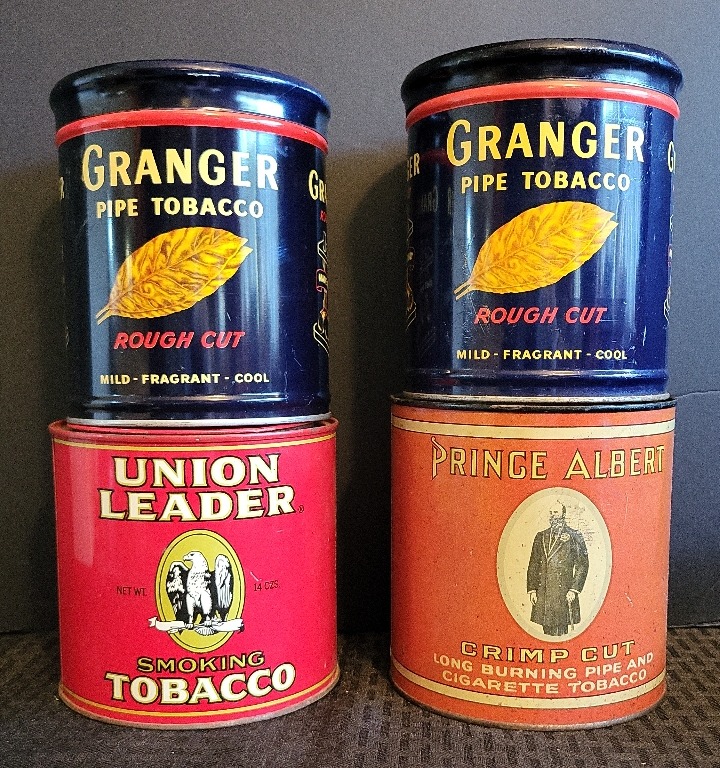 GRANGER
PIPE TOBACCO
ROUGH CUT
MILD - FRAGRANT - COOL
GRANGER
PIPE TOBACCO
ROUGH CUT
MILD - FRAGRANT - COOL
UNION
LEADER
NET WT. 14 OZS.
SMOKING
TOBACCO
PRINCE ALBERT
CRIMP CUT
LONG BURNING PIPE AND
CIGARETTE TOBACCO